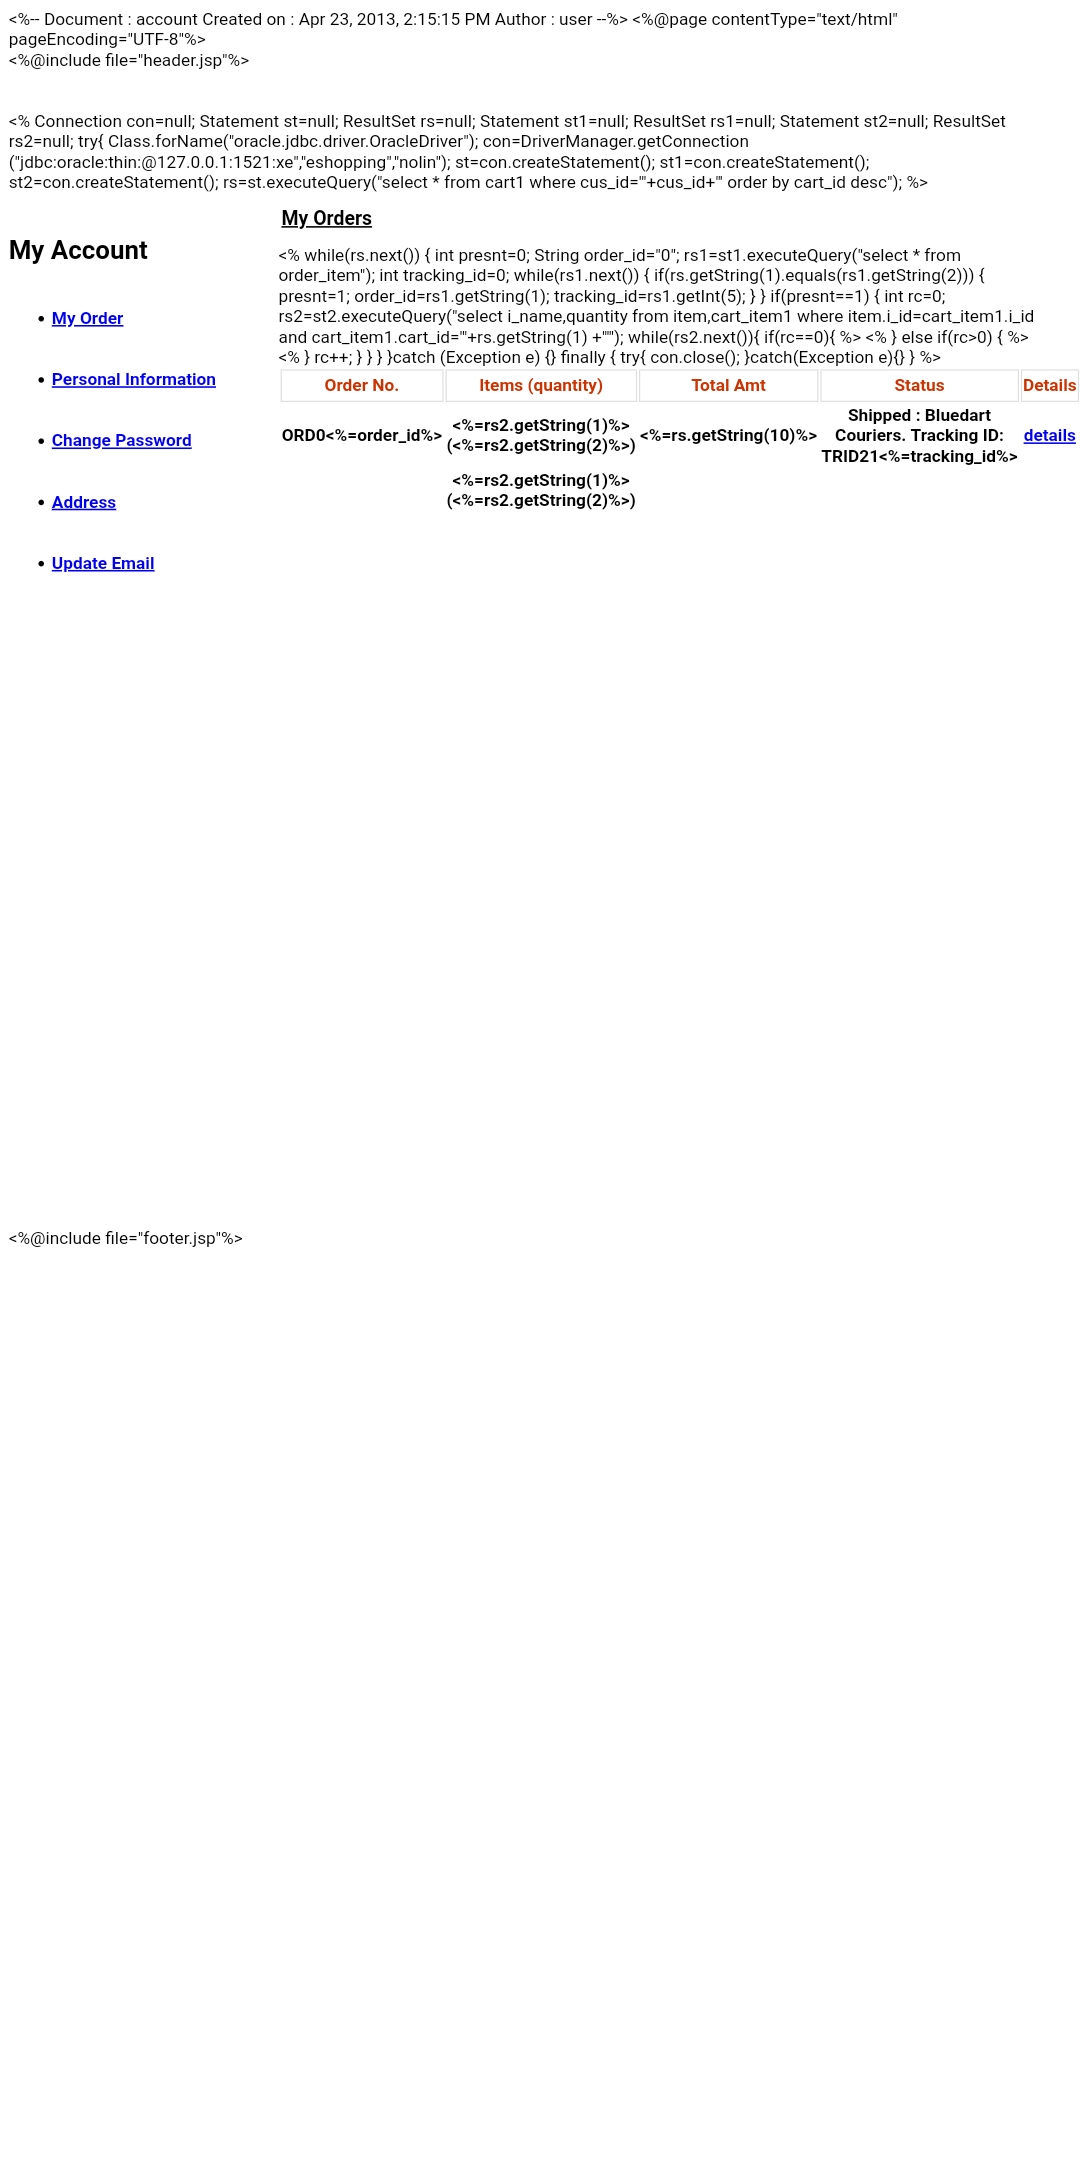 <%-- Document : account Created on : Apr 23, 2013, 2:15:15 PM Author : user --%> <%@page contentType="text/html"
pageEncoding="UTF-8"%>
<%@include file="header.jsp"%>
<% Connection con=null; Statement st=null; ResultSet rs=null; Statement st1=null; ResultSet rs1=null; Statement st2=null; ResultSet
rs2=null; try{ Class.forName("oracle.jdbc.driver.OracleDriver"); con=DriverManager.getConnection
("jdbc:oracle:thin:@127.0.0.1:1521:xe","eshopping","nolin"); st=con.createStatement(); st1=con.createStatement();
st2=con.createStatement(); rs=st.executeQuery("select * from cart1 where cus_id='"+cus_id+"' order by cart_id desc"); %>
My Account
My Order
Personal Information
Change Password
Address
Update Email
My Orders
<% while(rs.next()) { int presnt=0; String order_id="0"; rs1=st1.executeQuery("select * from
order_item"); int tracking_id=0; while(rs1.next()) { if(rs.getString(1).equals(rs1.getString(2))) {
presnt=1; order_id=rs1.getString(1); tracking_id=rs1.getInt(5); } } if(presnt==1) { int rc=0;
rs2=st2.executeQuery("select i_name,quantity from item,cart_item1 where item.i_id=cart_item1.i_id
and cart_item1.cart_id='"+rs.getString(1) +"'"); while(rs2.next()){ if(rc==0){ %> <% } else if(rc>0) { %>
<% } rc++; } } } }catch (Exception e) {} finally { try{ con.close(); }catch(Exception e){} } %>
Order No. Items (quantity) Total Amt Status Details
ORD0<%=order_id%> <%=rs2.getString(1)%> (<%=rs2.getString(2)%>) <%=rs.getString(10)%> Shipped : Bluedart Couriers. Tracking ID: TRID21<%=tracking_id%> details
<%=rs2.getString(1)%>
(<%=rs2.getString(2)%>)
<%@include file="footer.jsp"%>